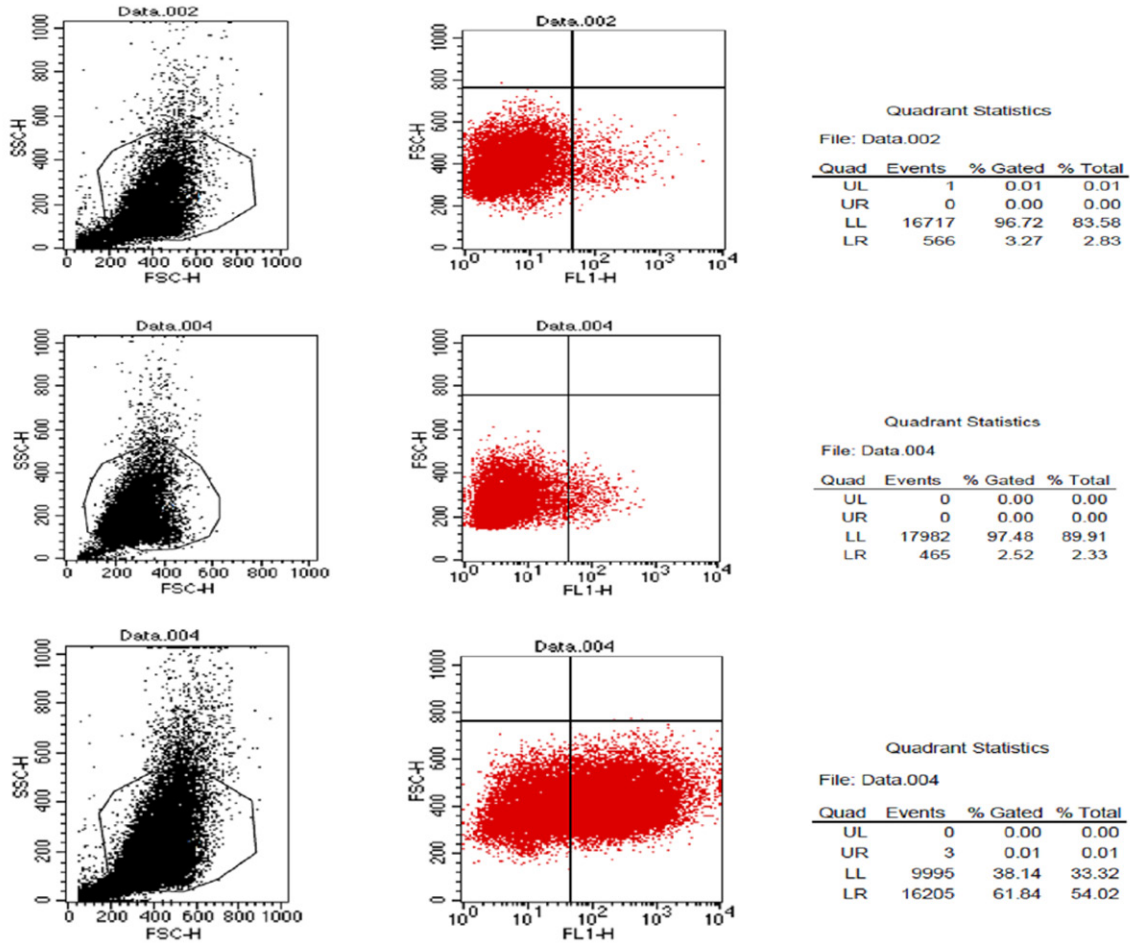 Data.002
1000
800
600
400
200
0
SSC-H
0 200 400 600 800 1000
FSC-H
Data.002
1000
800
600
400
200
0
FSC-H
10⁰ 10¹ 10² 10³ 10⁴
FL1-H
Quadrant Statistics
File: Data.002
Quad Events % Gated % Total
UL 1 0.01 0.01
UR 0 0.00 0.00
LL 16717 96.72 83.58
LR 566 3.27 2.83
Data.004
1000
800
600
400
200
0
SSC-H
0 200 400 600 800 1000
FSC-H
Data.004
1000
800
600
400
200
0
FSC-H
10⁰ 10¹ 10² 10³ 10⁴
FL1-H
Quadrant Statistics
File: Data.004
Quad Events % Gated % Total
UL 0 0.00 0.00
UR 0 0.00 0.00
LL 17982 97.48 89.91
LR 465 2.52 2.33
Data.004
1000
800
600
400
200
0
SSC-H
0 200 400 600 800 1000
FSC-H
Data.004
1000
800
600
400
200
0
FSC-H
10⁰ 10¹ 10² 10³ 10⁴
FL1-H
Quadrant Statistics
File: Data.004
Quad Events % Gated % Total
UL 0 0.00 0.00
UR 3 0.01 0.01
LL 9995 38.14 33.32
LR 16205 61.84 54.02